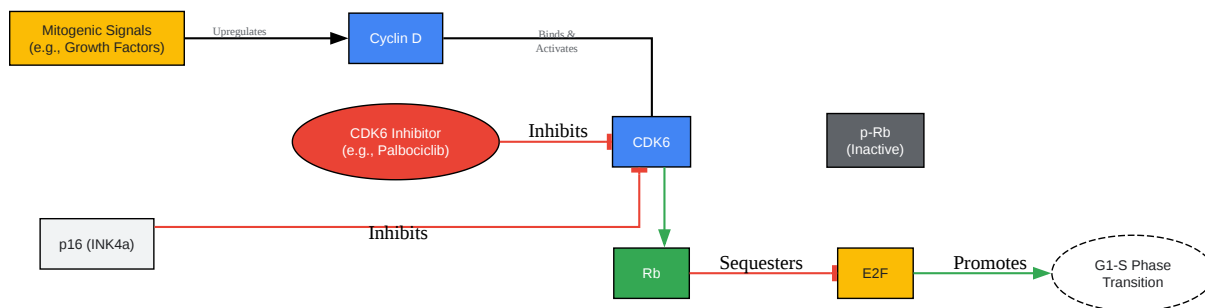 Mitogenic Signals
(e.g., Growth Factors)
Upregulates
Cyclin D
Binds &
Activates
CDK6 Inhibitor
(e.g., Palbociclib)
Inhibits
CDK6
p-Rb
(Inactive)
p16 (INK4a)
Inhibits
Rb
Sequesters
E2F
Promotes
G1-S Phase
Transition